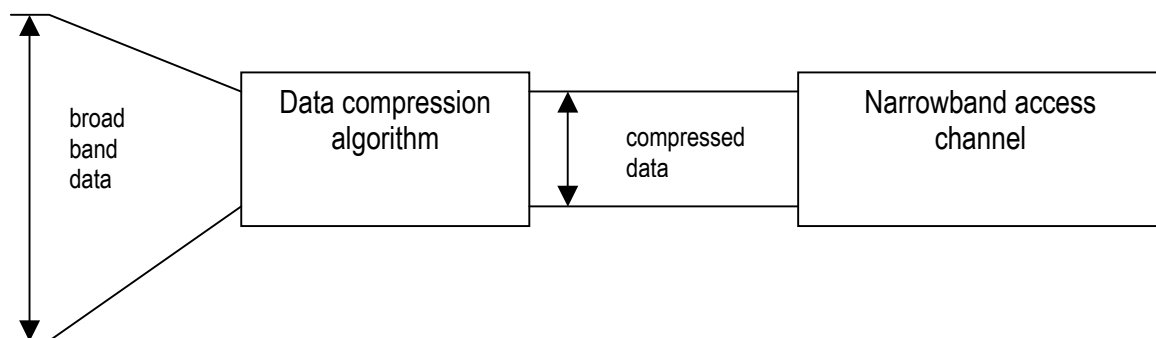 broad
band
data
Data compression
algorithm
compressed
data
Narrowband access
channel